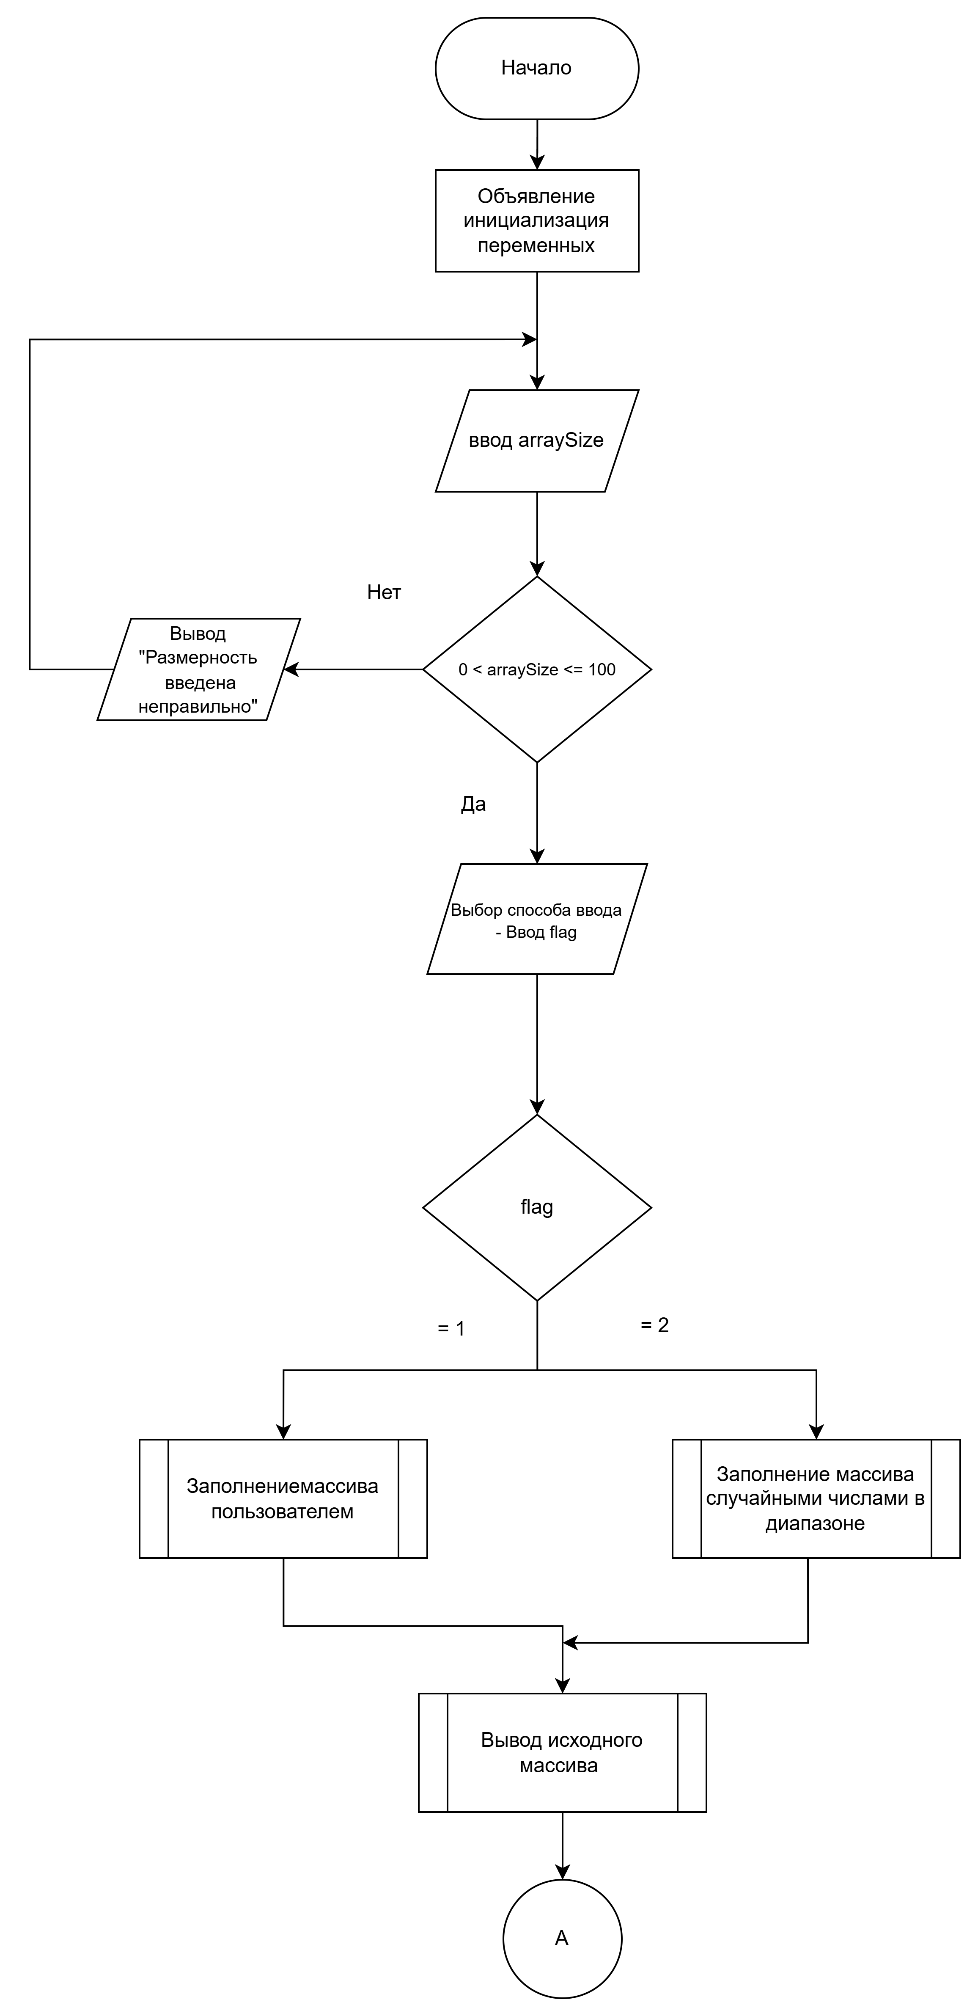 Начало
Объявление
инициализация
переменных
ввод arraySize
Нет
Вывод
"Размерность
введена
неправильно"
0 < arraySize <= 100
Да
Выбор способа ввода
- Ввод flag
flag
= 1
= 2
Заполнениемассива
пользователем
Заполнение массива
случайными числами в
диапазоне
Вывод исходного
массива
А